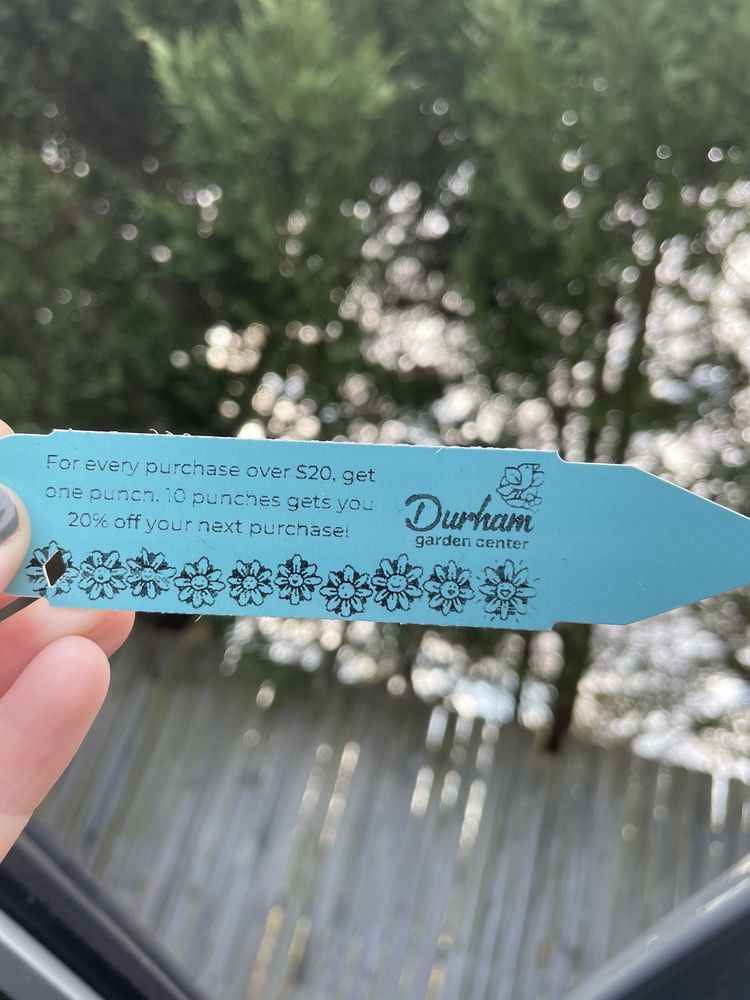 For every purchase over $20, get
one punch. 10 punches gets you
20% off your next purchase!
Durham
garden center